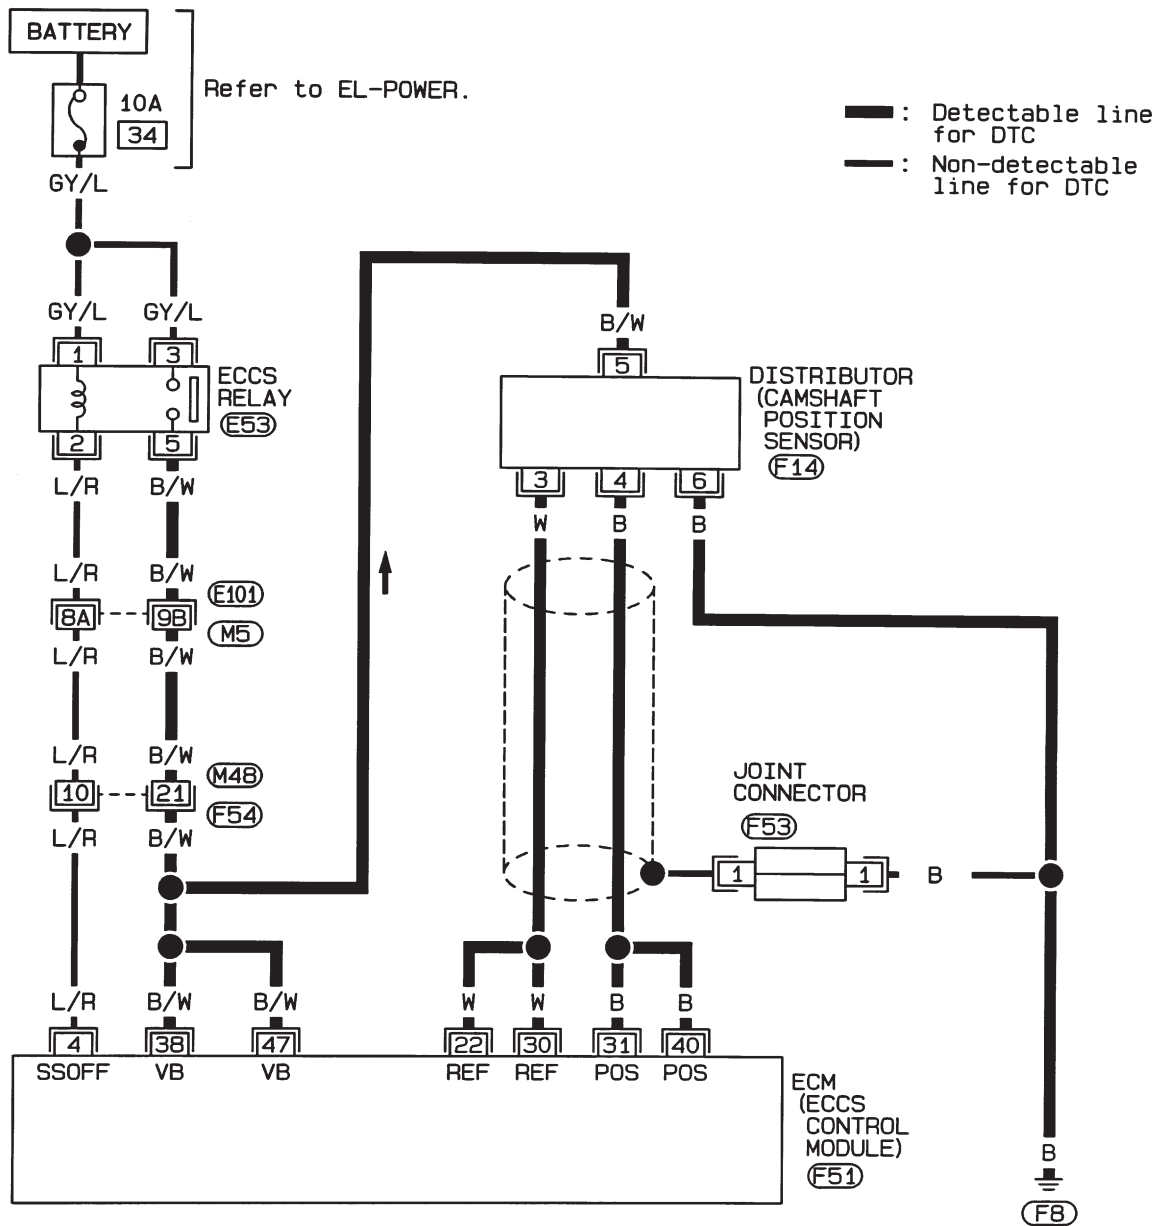 BATTERY
10A
34
Refer to EL-POWER.
: Detectable line
for DTC
: Non-detectable
line for DTC
GY/L
GY/L
GY/L
1
3
ECCS
RELAY
E53
2
5
L/R
B/W
L/R
B/W
E101
8A
9B
M5
L/R
B/W
L/R
B/W
M48
10
21
F54
L/R
B/W
B/W
5
DISTRIBUTOR
(CAMSHAFT
POSITION
SENSOR)
F14
3
4
6
W
B
B
JOINT
CONNECTOR
F53
1
1
B
L/R
B/W
B/W
W
W
B
B
4
38
47
22
30
31
40
SSOFF
VB
VB
REF
REF
POS
POS
ECM
(ECCS
CONTROL
MODULE)
F51
B
F8